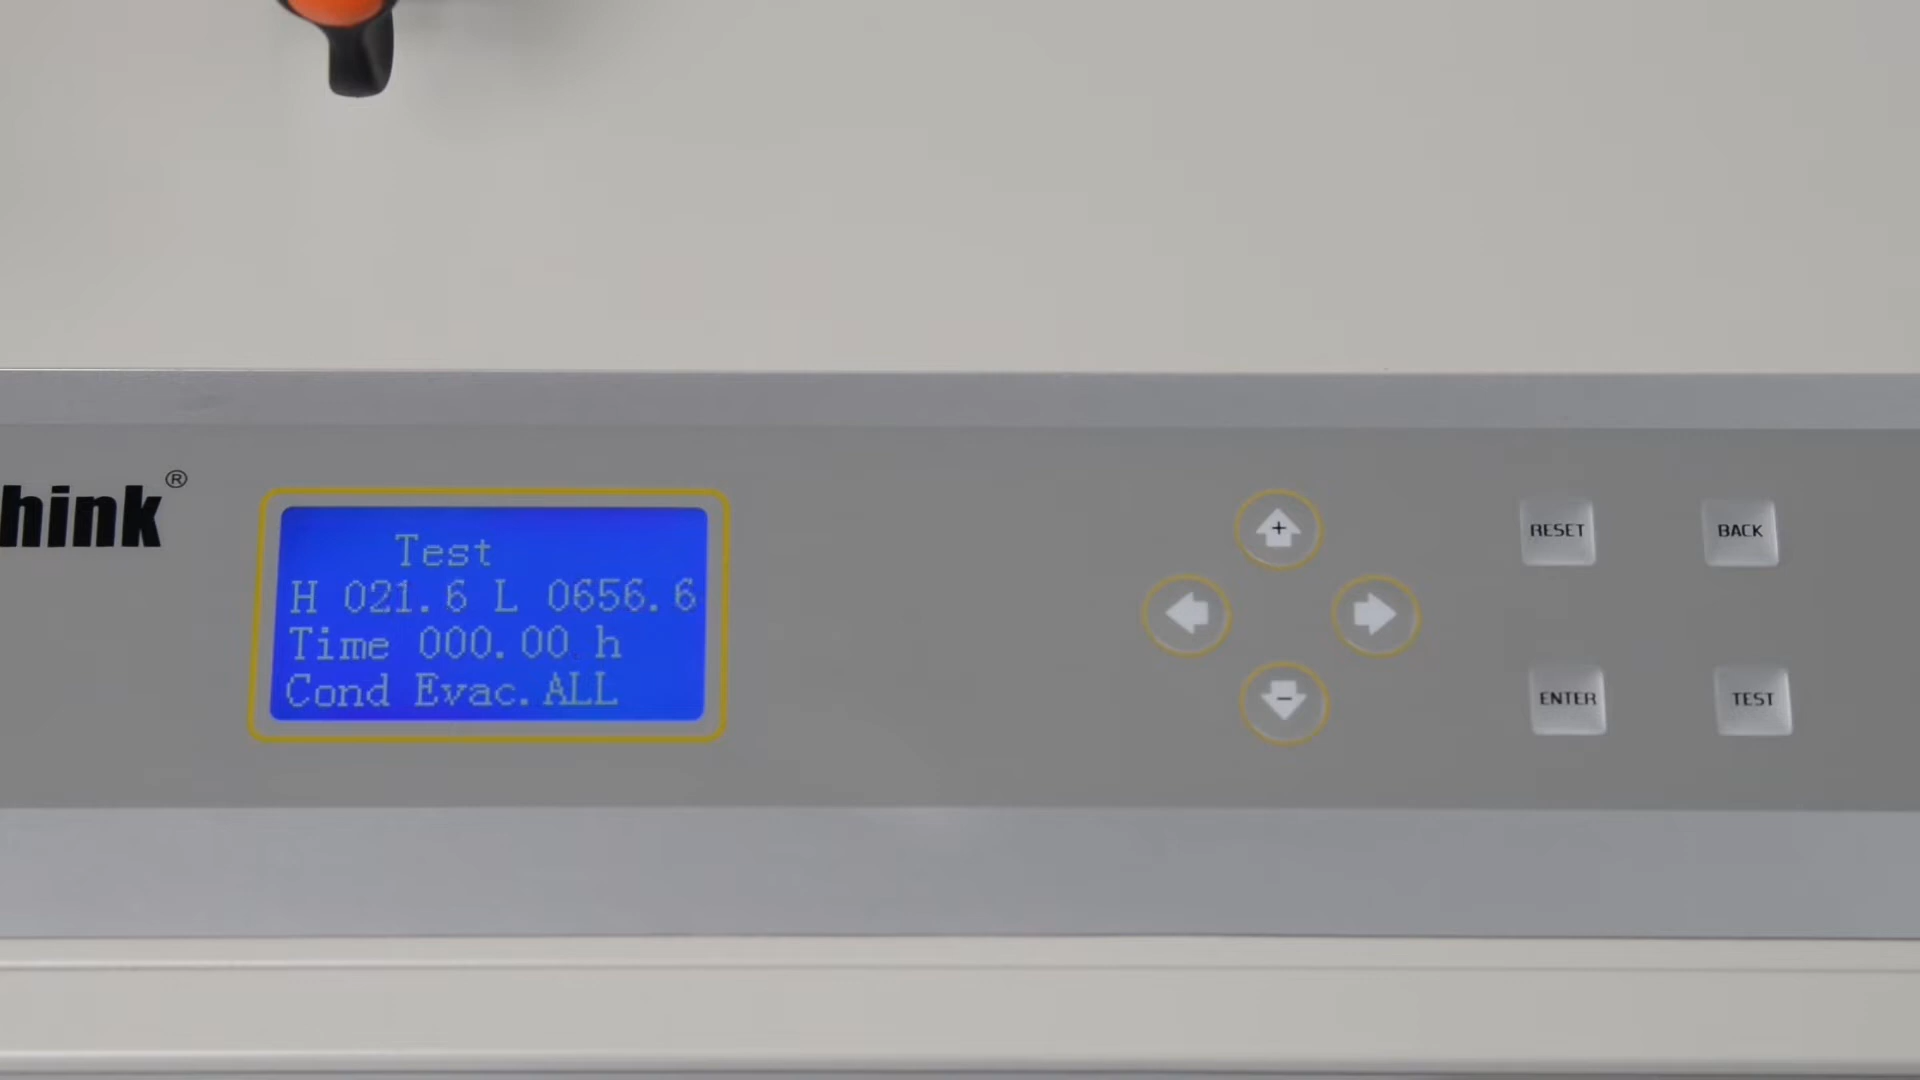 hink®
Test
H 021.6 L 0656.6
Time 000.00 h
Cond Evac.ALL
+
-
RESET
BACK
ENTER
TEST